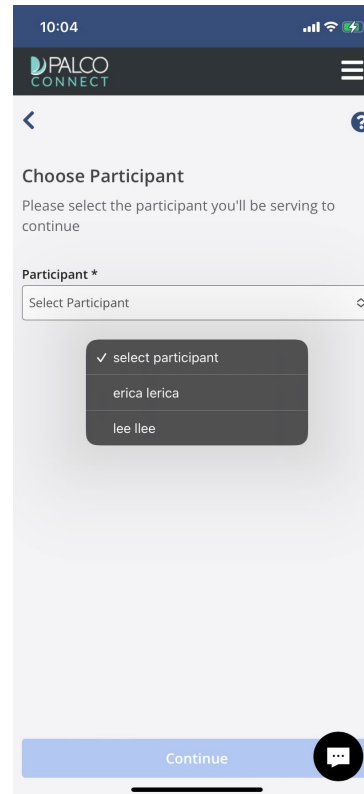 10:04
PALCO
CONNECT
Choose Participant
Please select the participant you'll be serving to
continue
Participant *
Select Participant
select participant
erica lerica
lee llee
Continue